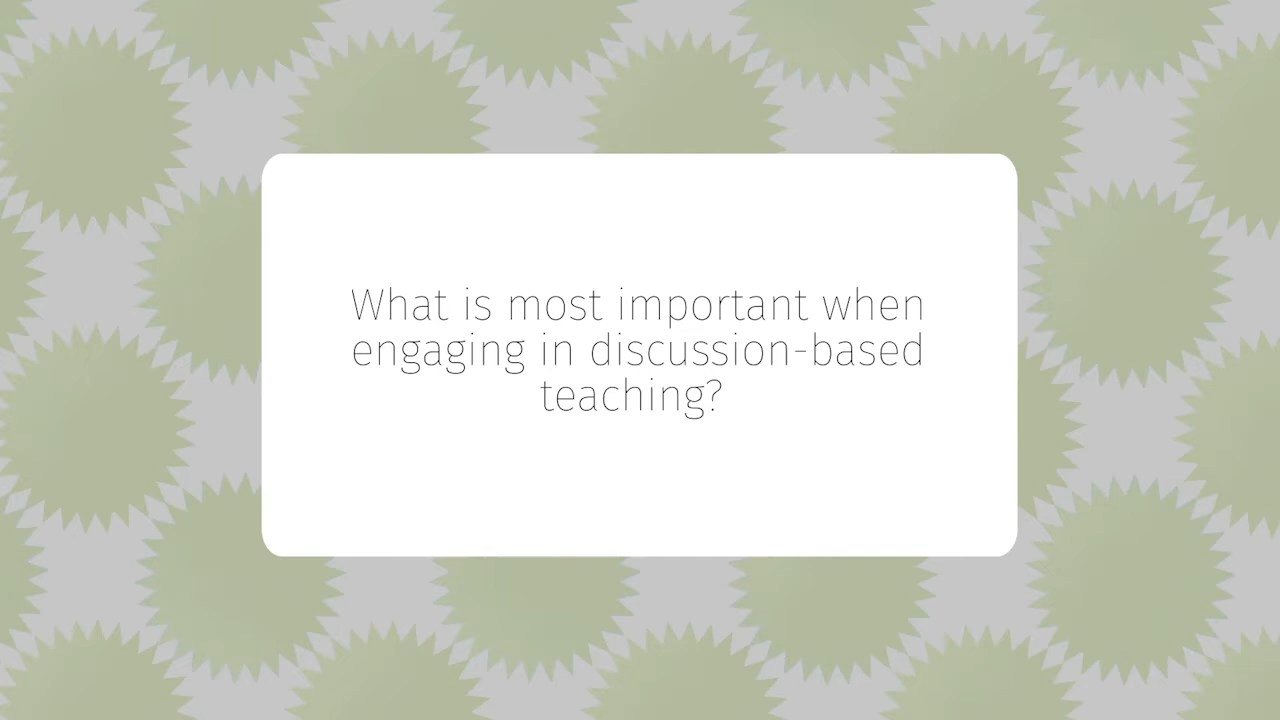 What is most important when
engaging in discussion-based
teaching?